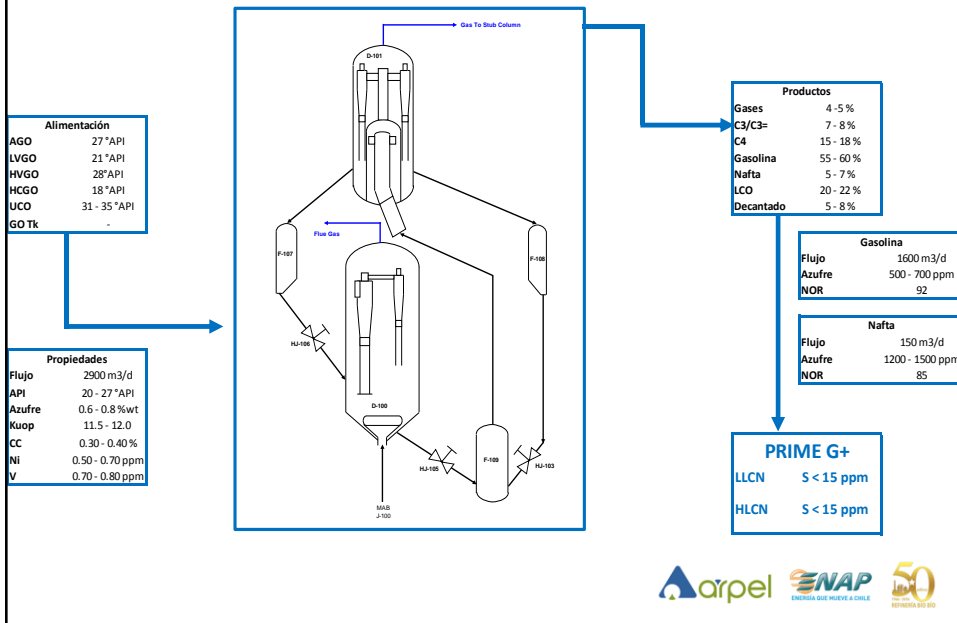 Gas To Stub Column
D-101
Alimentación
AGO 27 °API
LVGO 21 °API
HVGO 28°API
HCGO 18 °API
UCO 31 - 35 °API
GO Tk -
Productos
Gases 4 -5 %
C3/C3= 7 - 8 %
C4 15 - 18 %
Gasolina 55 - 60 %
Nafta 5 - 7%
LCO 20 - 22 %
Decantado 5 - 8 %
Flue Gas
F-107
F-108
Gasolina
Flujo 1600 m3/d
Azufre 500 - 700 ppm
NOR 92
Nafta
Flujo 150 m3/d
Azufre 1200 - 1500 ppm
NOR 85
HJ-106
Propiedades
Flujo 2900 m3/d
API 20 - 27 °API
Azufre 0.6 - 0.8 %wt
Kuop 11.5 - 12.0
CC 0.30 - 0.40 %
Ni 0.50 - 0.70 ppm
V 0.70 - 0.80 ppm
D-100
HJ-105
F-109
HJ-103
MAB
J-100
PRIME G+
LLCN S < 15 ppm
HLCN S < 15 ppm
arpel
ENAP
ENERGÍA QUE MUEVE A CHILE
50
REFINERÍA BÍO BÍO